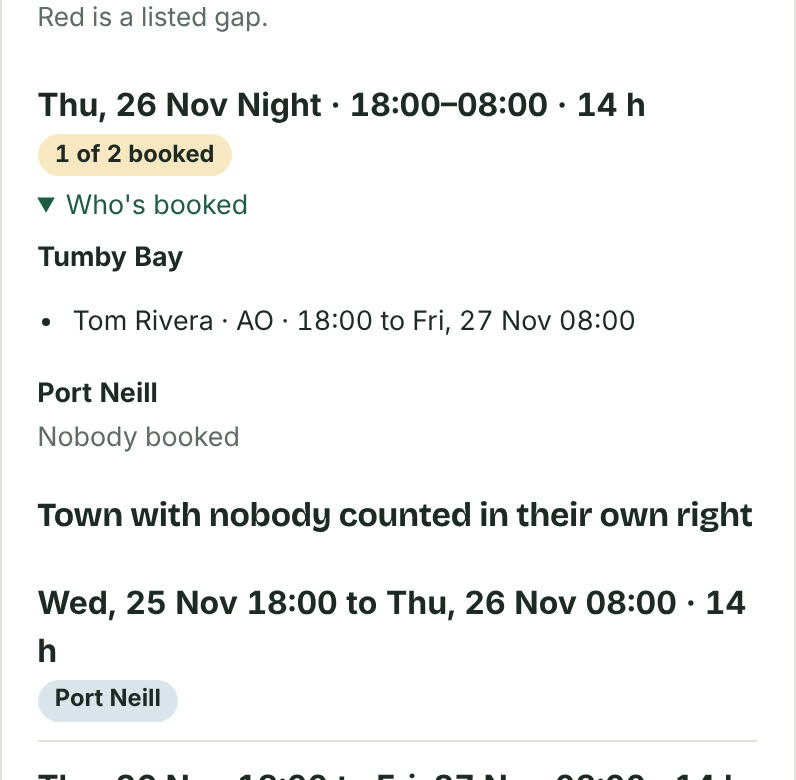 Red is a listed gap.
Thu, 26 Nov Night · 18:00–08:00 · 14 h
1 of 2 booked
▼ Who's booked
Tumby Bay
• Tom Rivera · AO · 18:00 to Fri, 27 Nov 08:00
Port Neill
Nobody booked
Town with nobody counted in their own right
Wed, 25 Nov 18:00 to Thu, 26 Nov 08:00 · 14
h
Port Neill